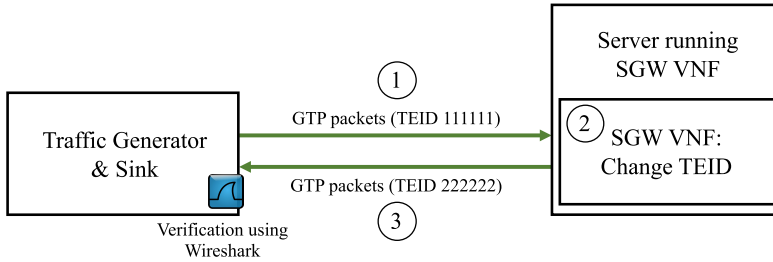 Server running
SGW VNF
1
GTP packets (TEID 111111)
Traffic Generator
& Sink
2
SGW VNF:
Change TEID
GTP packets (TEID 222222)
3
Verification using
Wireshark